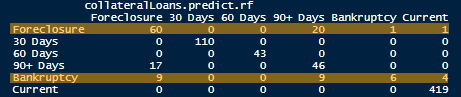 collateralLoans.predict.rf
Foreclosure 30 Days 60 Days 90+ Days Bankruptcy Current
Foreclosure 60 0 0 20 1 1
30 Days 0 110 0 0 0 0
60 Days 0 0 43 0 0 0
90+ Days 17 0 0 46 0 0
Bankruptcy 9 0 0 9 6 4
Current 0 0 0 0 0 419